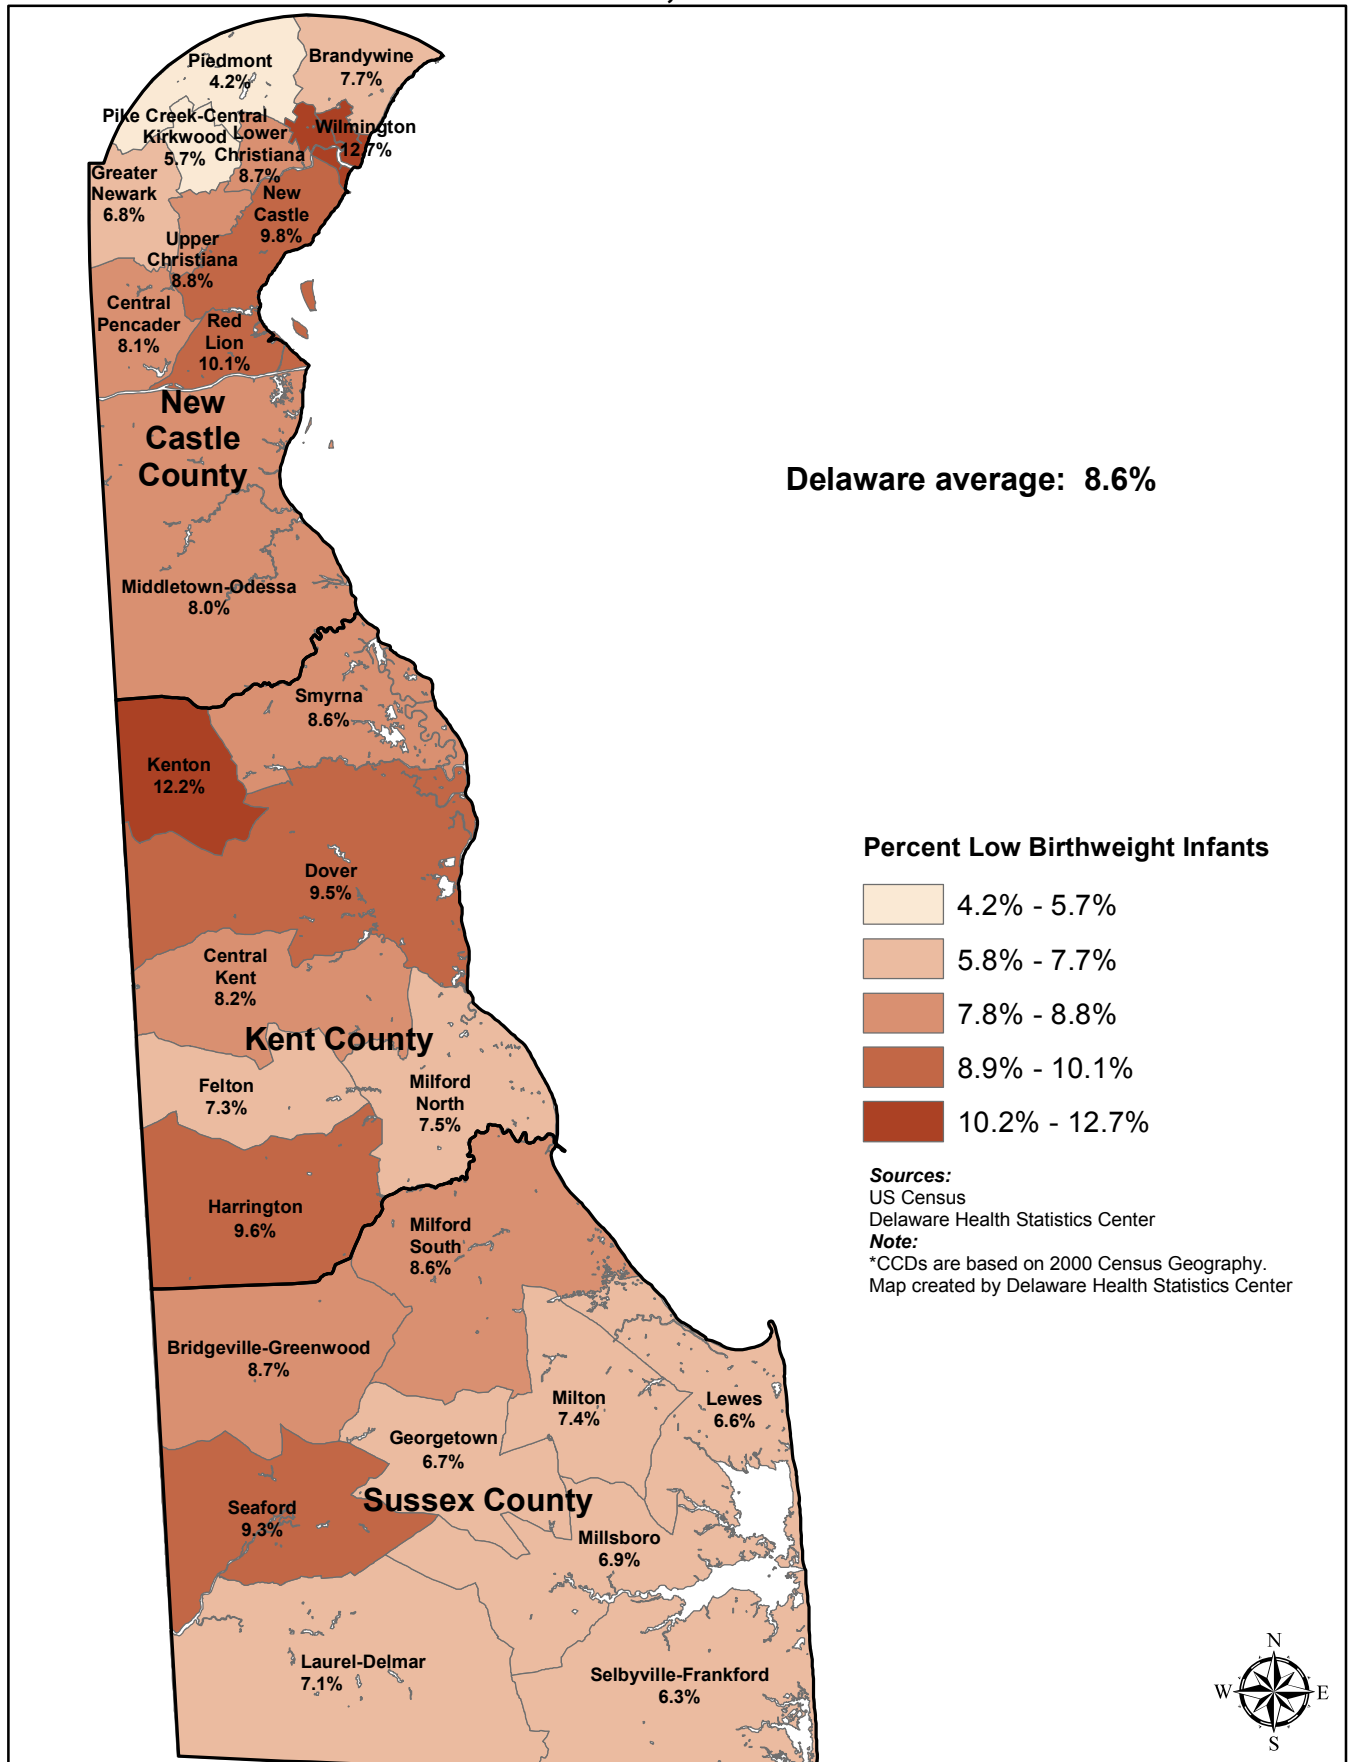 Piedmont
4.2%
Brandywine
7.7%
Pike Creek-Central
Kirkwood
5.7%
Lower
Christiana
8.7%
Wilmington
12.7%
Greater
Newark
6.8%
New
Castle
9.8%
Upper
Christiana
8.8%
Central
Pencader
8.1%
Red
Lion
10.1%
New
Castle
County
Delaware average: 8.6%
Middletown-Odessa
8.0%
Smyrna
8.6%
Kenton
12.2%
Dover
9.5%
Central
Kent
8.2%
Kent County
Felton
7.3%
Milford
North
7.5%
Harrington
9.6%
Milford
South
8.6%
Bridgeville-Greenwood
8.7%
Milton
7.4%
Lewes
6.6%
Georgetown
6.7%
Sussex County
Seaford
9.3%
Millsboro
6.9%
Laurel-Delmar
7.1%
Selbyville-Frankford
6.3%
Percent Low Birthweight Infants
4.2% - 5.7%
5.8% - 7.7%
7.8% - 8.8%
8.9% - 10.1%
10.2% - 12.7%
Sources:
US Census
Delaware Health Statistics Center
Note:
*CCDs are based on 2000 Census Geography.
Map created by Delaware Health Statistics Center
N
W
E
S